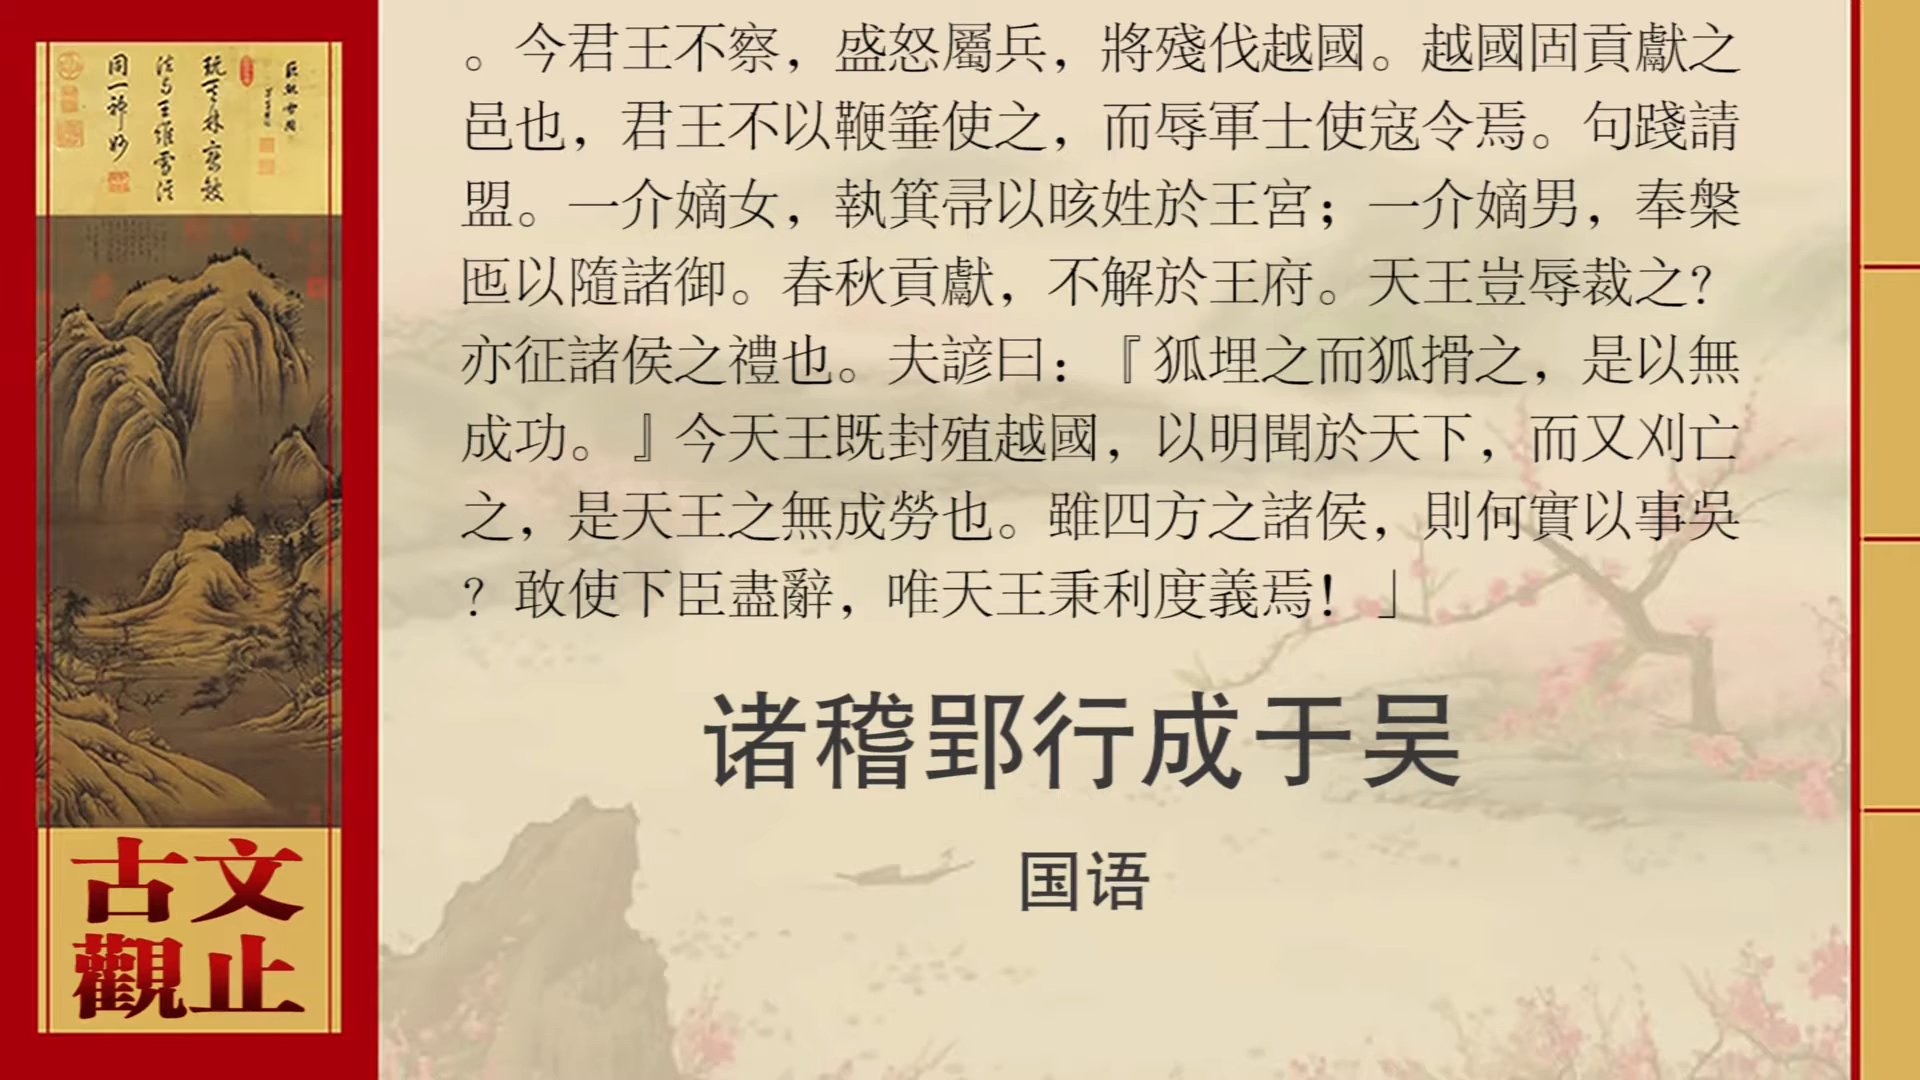 。今君王不察，盛怒屬兵，將殘伐越國。越國固貢獻之
邑也，君王不以鞭箠使之，而辱軍士使寇令焉。句踐請
盟。一介嫡女，執箕帚以晐姓於王宮；一介嫡男，奉槃
匜以隨諸御。春秋貢獻，不解於王府。天王豈辱裁之？
亦征諸侯之禮也。夫諺曰：『狐埋之而狐搰之，是以無
成功。』今天王既封殖越國，以明聞於天下，而又刈亡
之，是天王之無成勞也。雖四方之諸侯，則何實以事吳
？敢使下臣盡辭，唯天王秉利度義焉！」
诸稽郢行成于吴
国语
古文
觀止
同一神妙